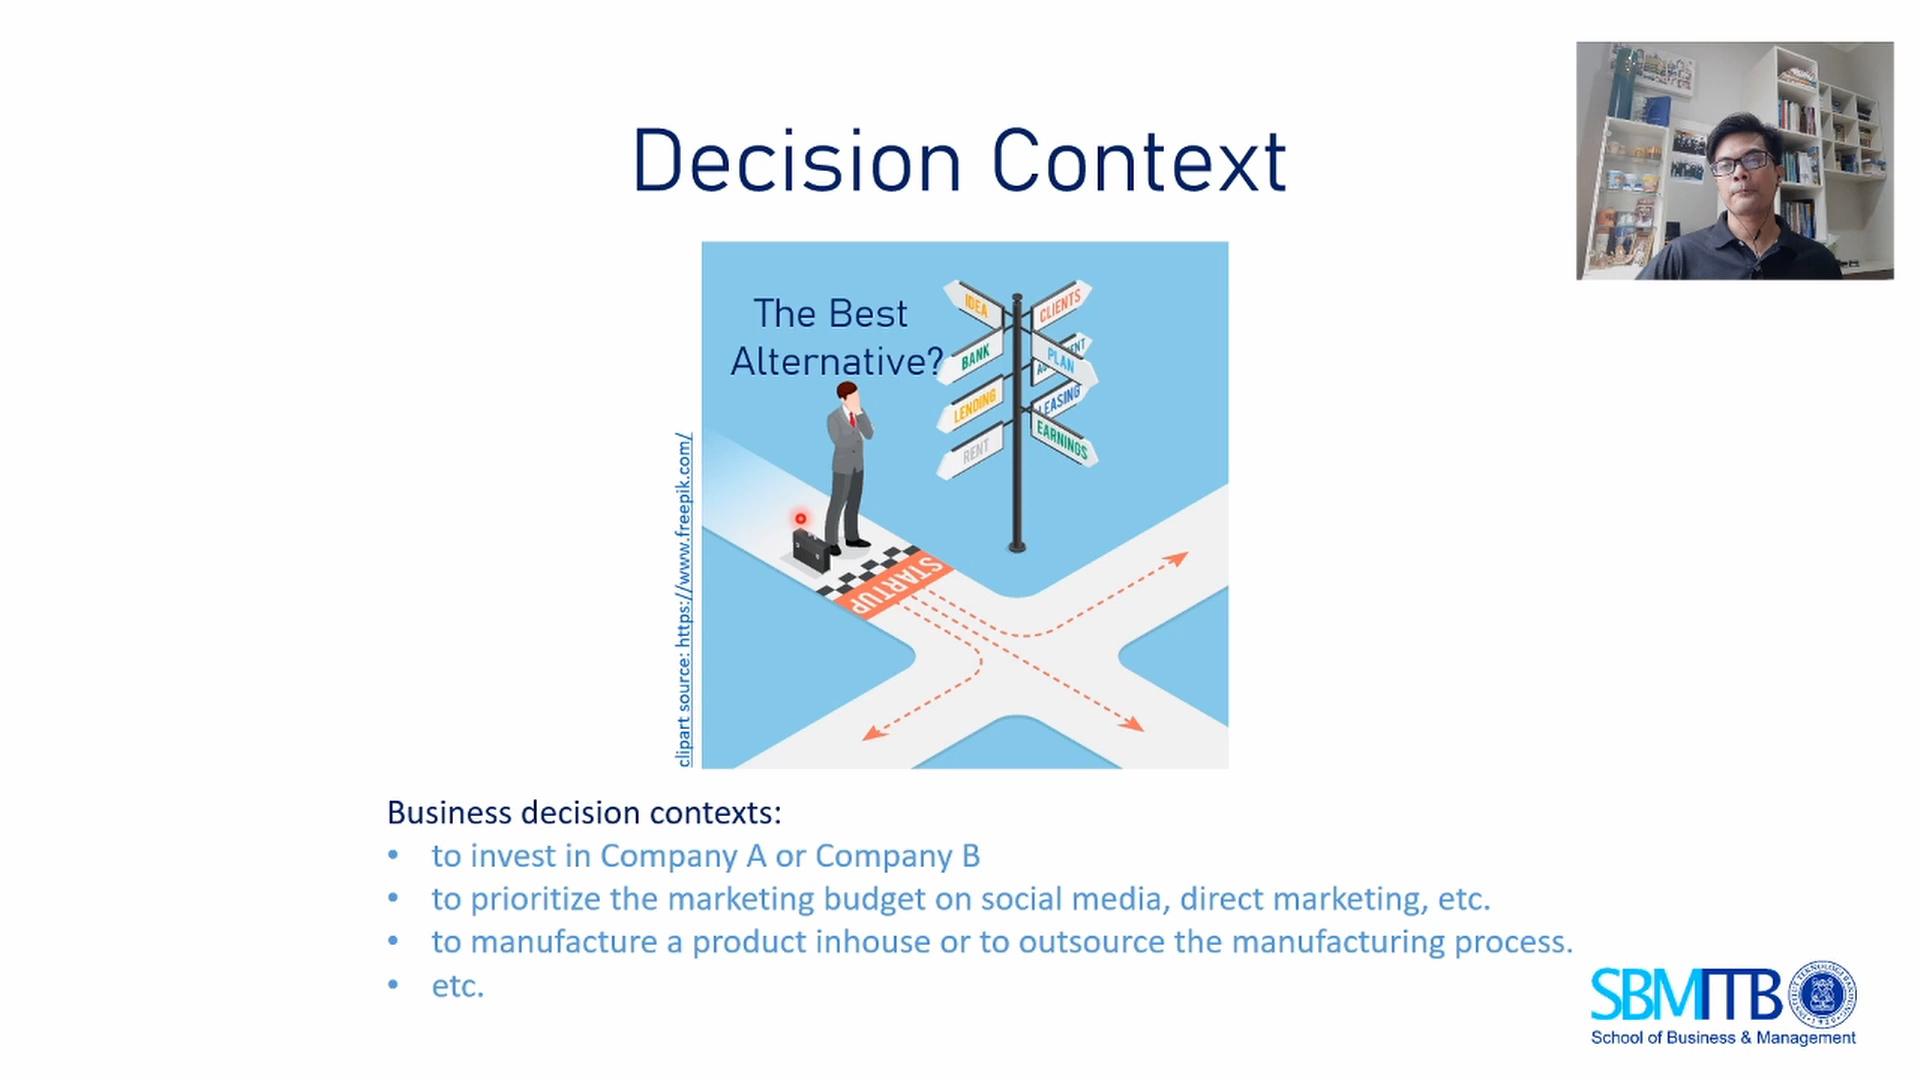 Decision Context
The Best
Alternative?
IDEA
CLIENTS
BANK
PLAN
LENDING
LEASING
RENT
EARNINGS
STARTUP
clipart source: https://www.freepik.com/
Business decision contexts:
• to invest in Company A or Company B
• to prioritize the marketing budget on social media, direct marketing, etc.
• to manufacture a product inhouse or to outsource the manufacturing process.
• etc.
SBM ITB
School of Business & Management